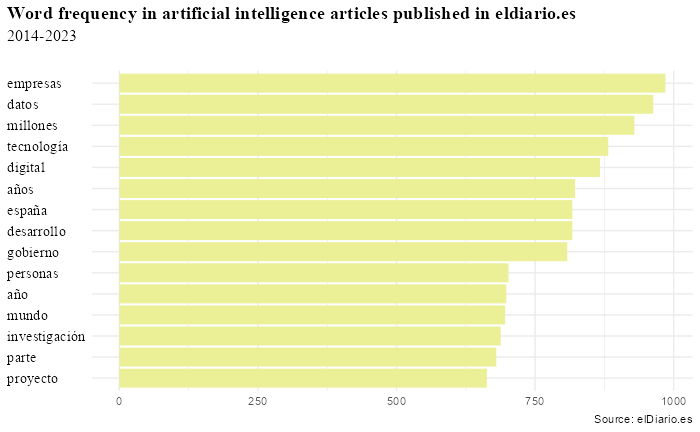 Word frequency in artificial intelligence articles published in eldiario.es
2014-2023
empresas
datos
millones
tecnología
digital
años
españa
desarrollo
gobierno
personas
año
mundo
investigación
parte
proyecto
0 250 500 750 1000
Source: elDiario.es